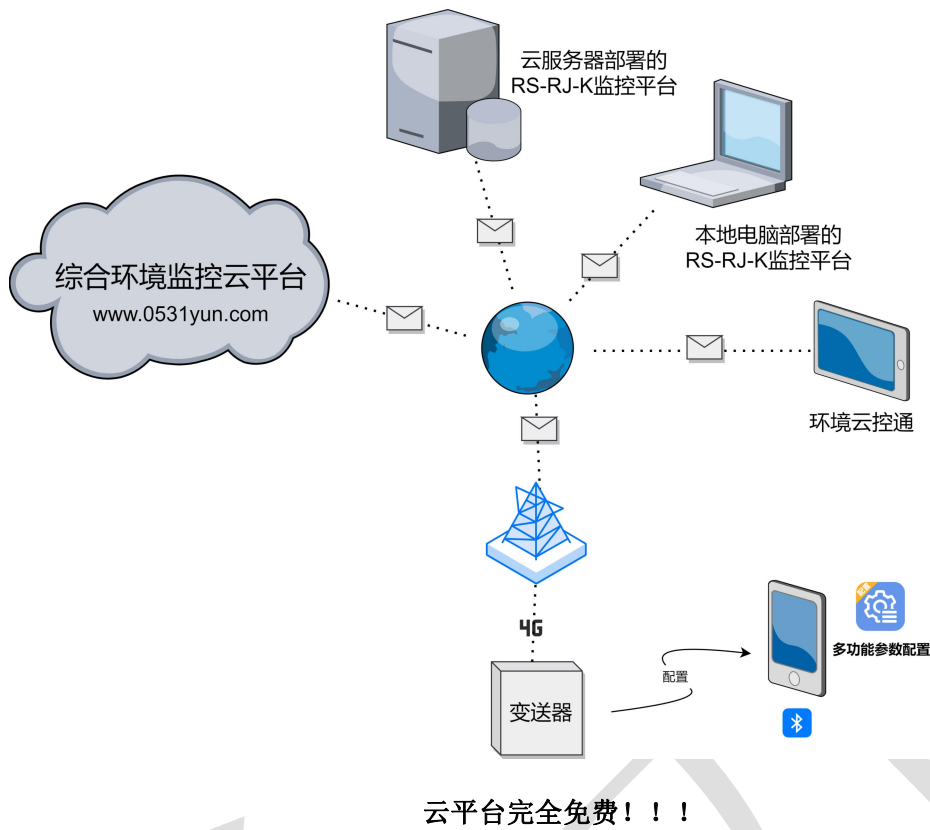 云服务器部署的
RS-RJ-K监控平台
本地电脑部署的
RS-RJ-K监控平台
综合环境监控云平台
www.0531yun.com
环境云控通
4G
配置
多功能参数配置
配置
变送器
云平台完全免费！！！